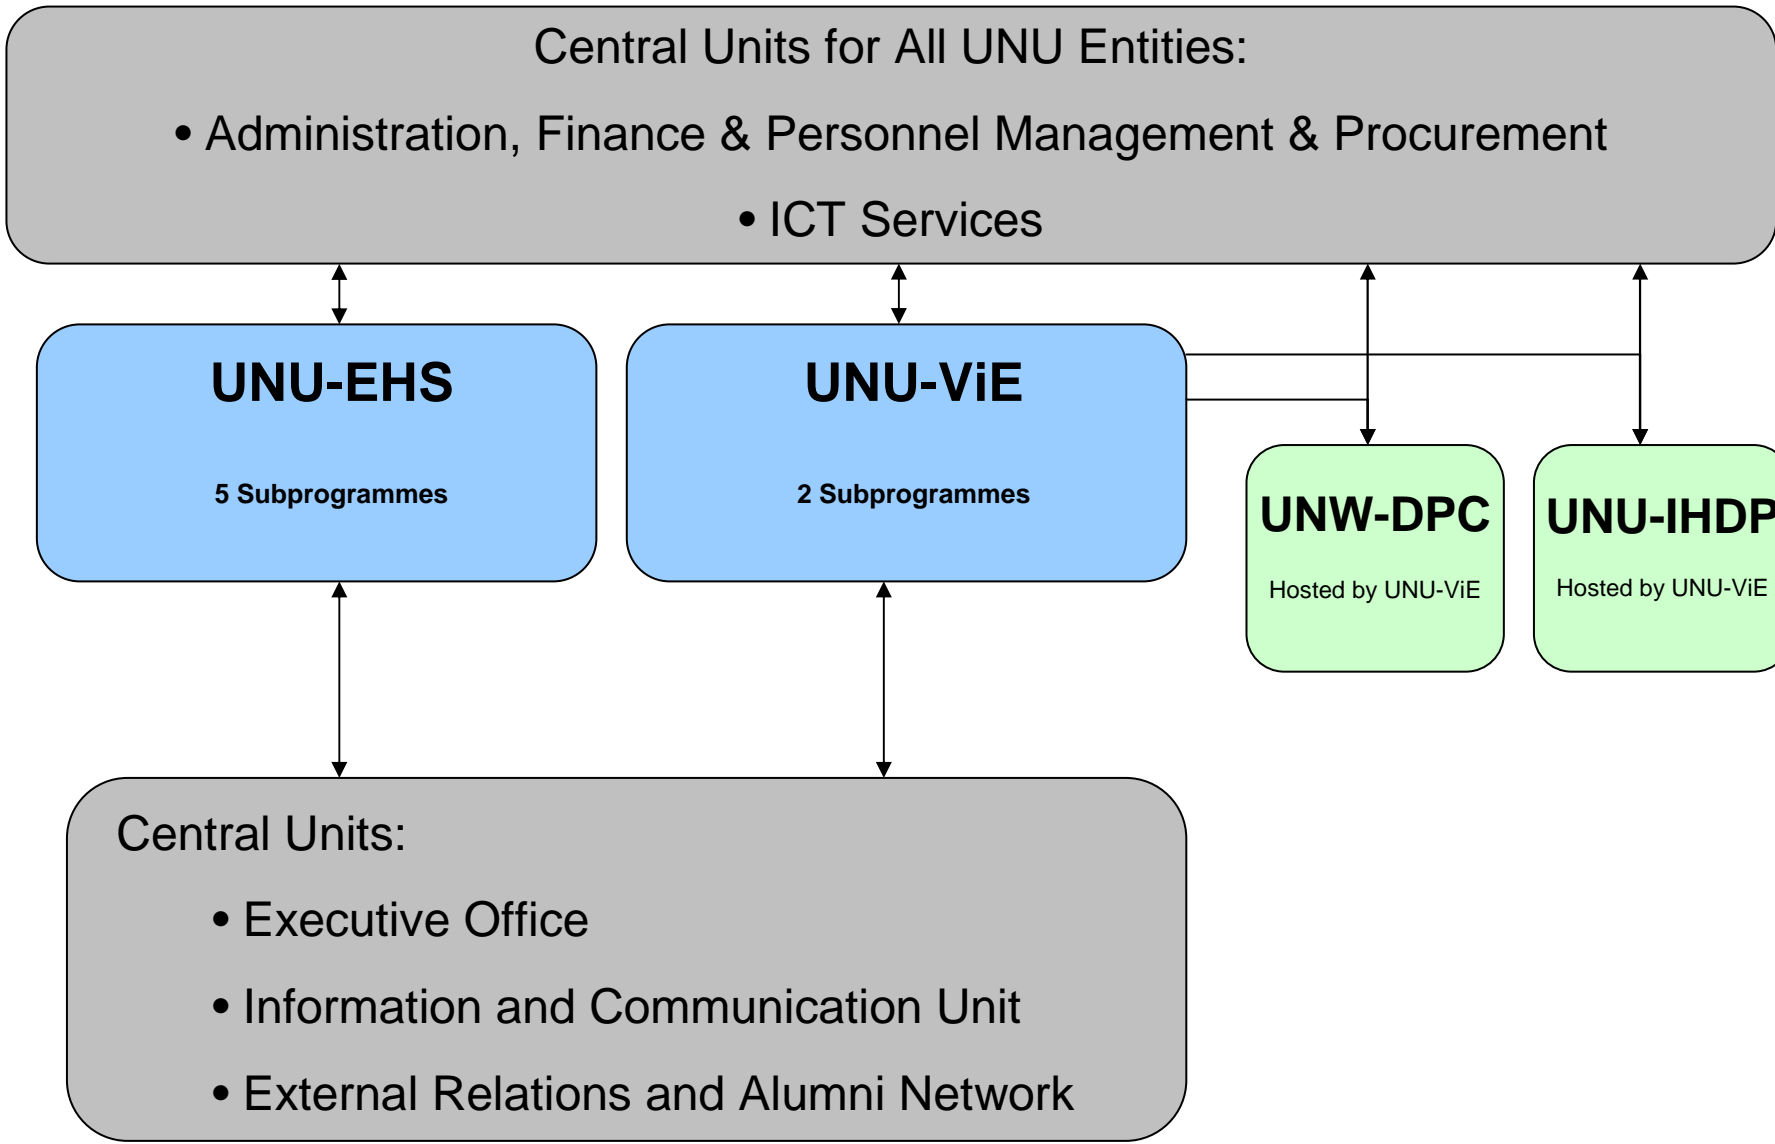 Central Units for All UNU Entities:
• Administration, Finance & Personnel Management & Procurement
• ICT Services
UNU-EHS
5 Subprogrammes
UNU-ViE
2 Subprogrammes
UNW-DPC
Hosted by UNU-ViE
UNU-IHDP
Hosted by UNU-ViE
Central Units:
• Executive Office
• Information and Communication Unit
• External Relations and Alumni Network